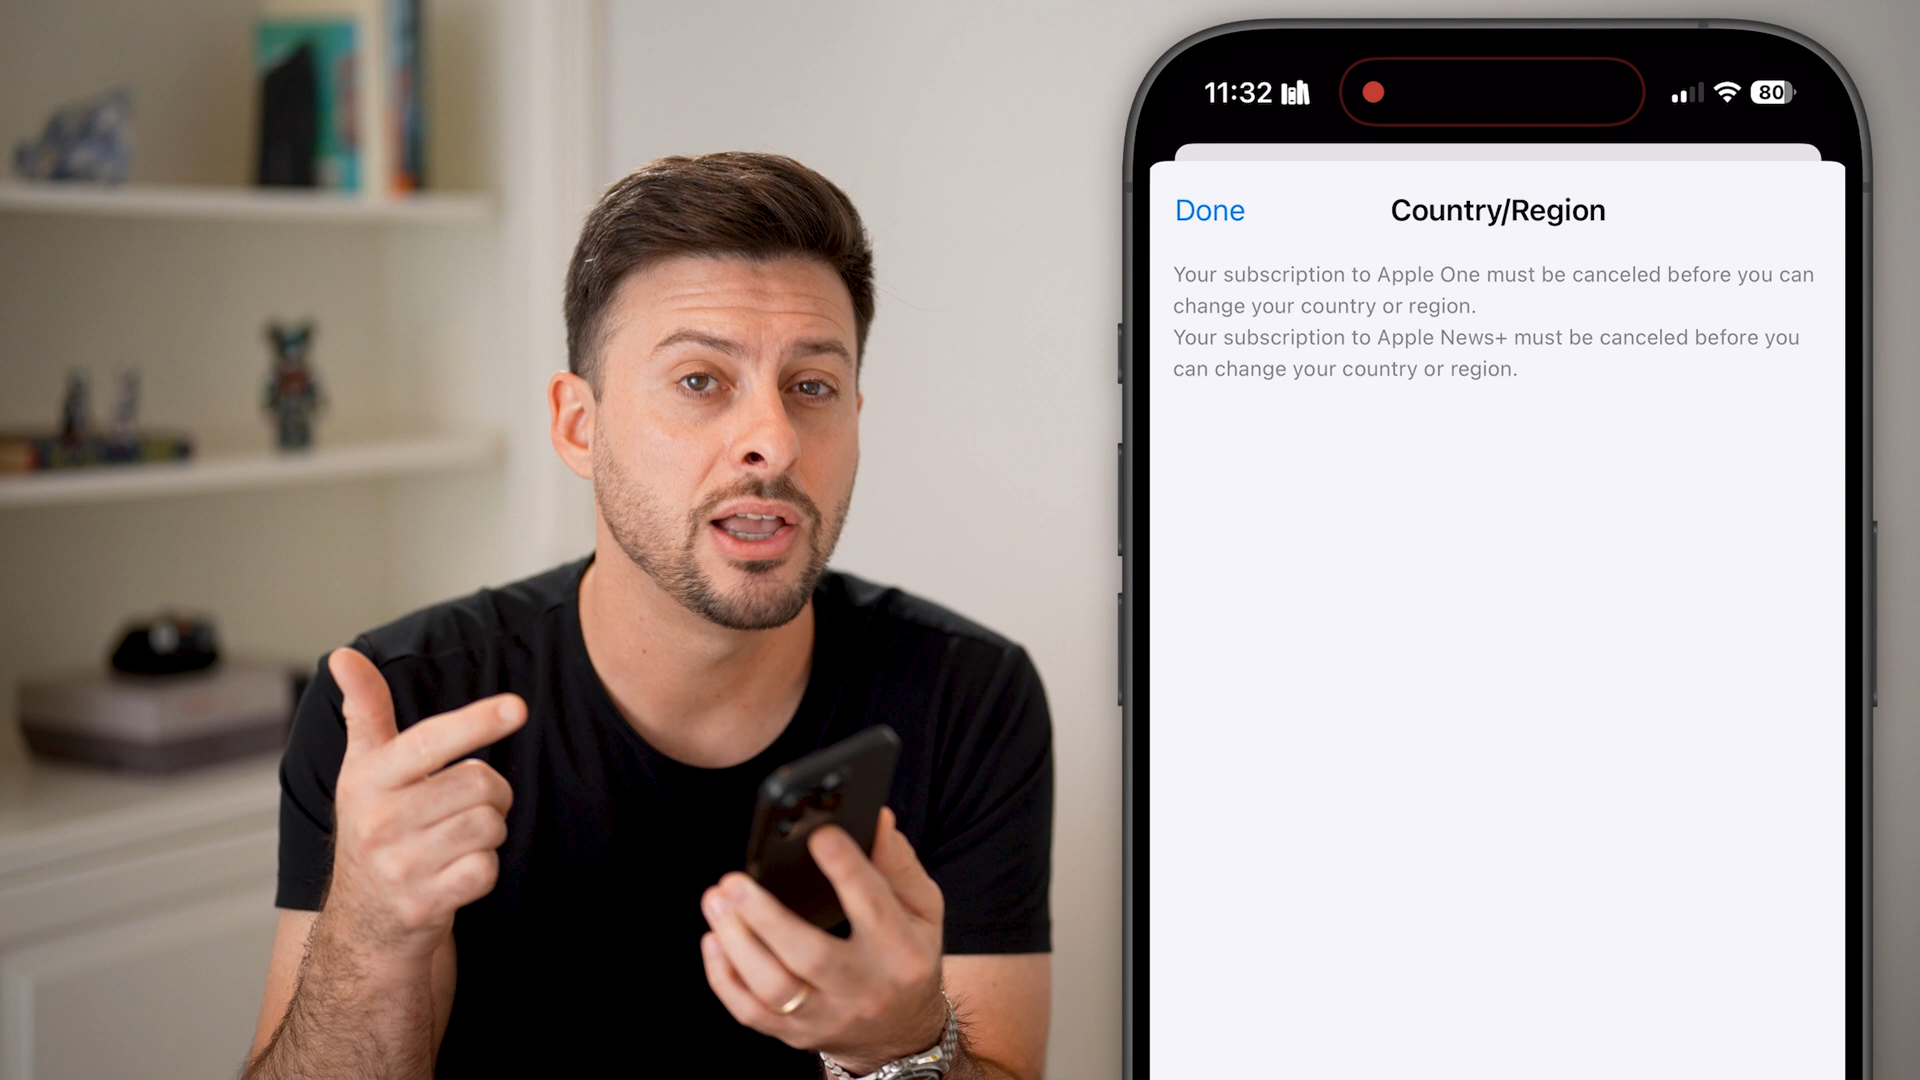 11:32
80
Done
Country/Region
Your subscription to Apple One must be canceled before you can
change your country or region.
Your subscription to Apple News+ must be canceled before you
can change your country or region.